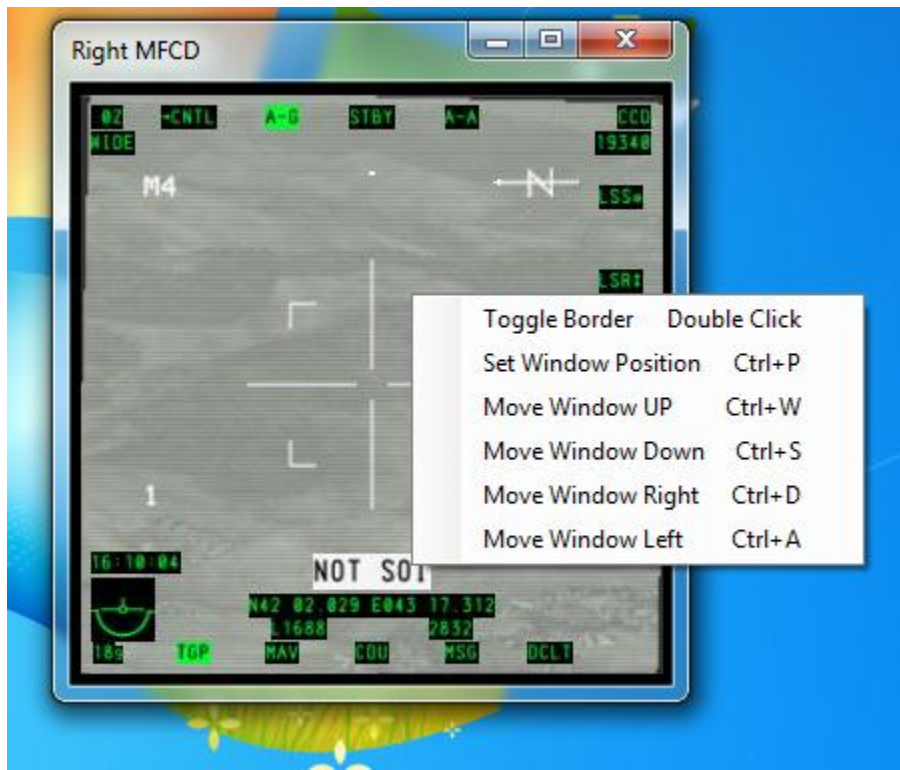 Right MFCD
0Z →CNTL A-G STBY A-A CCD
WIDE 19340
M4 N
LSS
LSR↕
Toggle Border Double Click
Set Window Position Ctrl+P
Move Window UP Ctrl+W
Move Window Down Ctrl+S
Move Window Right Ctrl+D
Move Window Left Ctrl+A
1
16:10:04
NOT SOI
N42 02.029 E043 17.312
L1688 2832
TGP MAV COU MSG DCLT